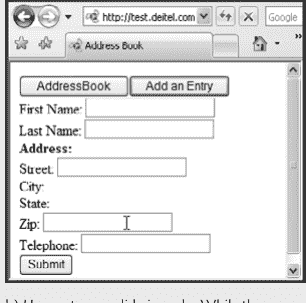 http://test.deitel.com
Google
Address Book
AddressBook Add an Entry
First Name:
Last Name:
Address:
Street:
City:
State:
Zip:
Telephone:
Submit